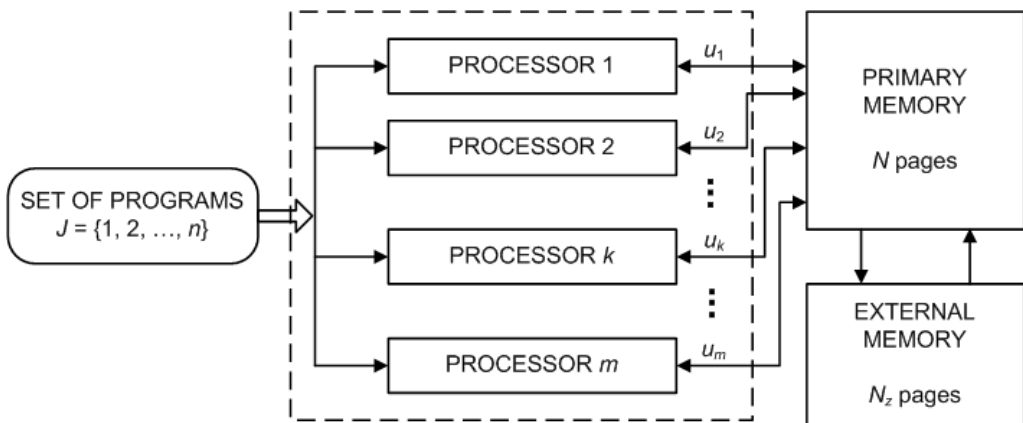 SET OF PROGRAMS
J = {1, 2, ..., n}
PROCESSOR 1
PROCESSOR 2
PROCESSOR k
PROCESSOR m
u₁
u₂
uₖ
uₘ
PRIMARY
MEMORY
N pages
EXTERNAL
MEMORY
N_z pages